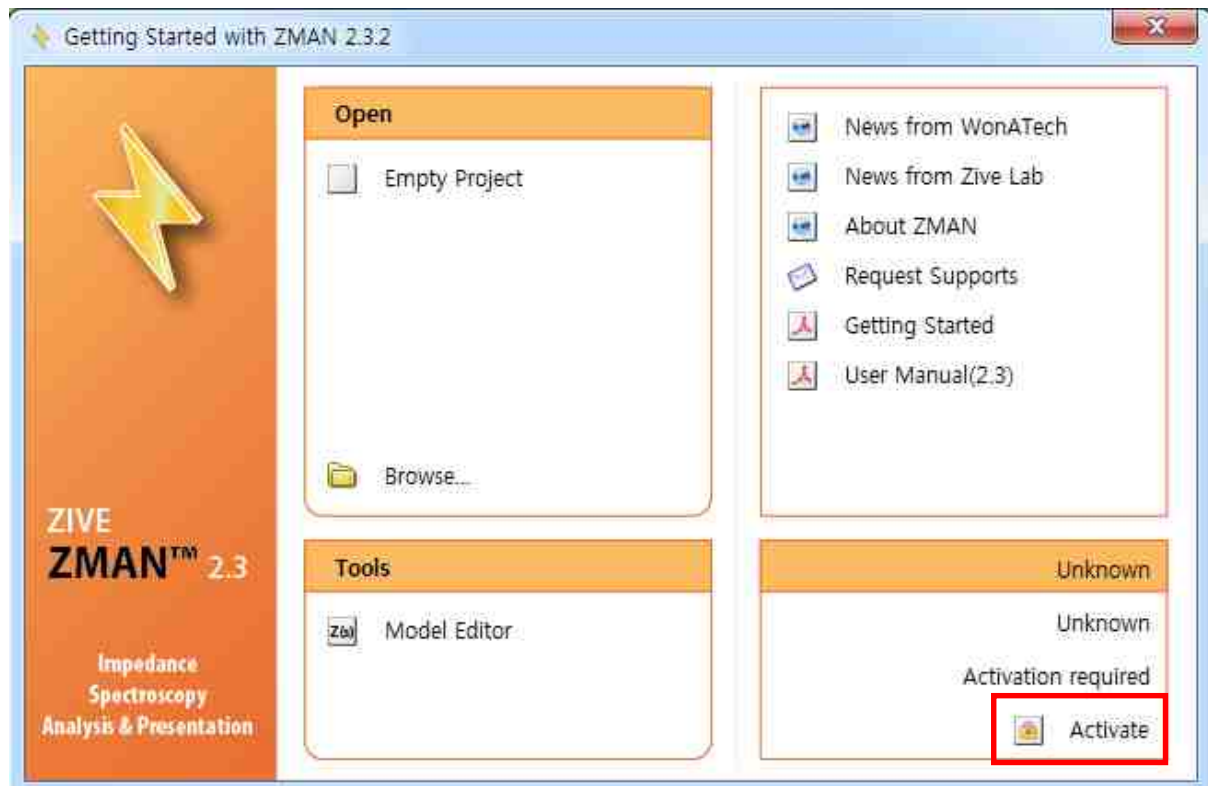 Getting Started with ZMAN 2.3.2
ZIVE
ZMAN™ 2.3
Impedance
Spectroscopy
Analysis & Presentation
Open
Empty Project
Browse...
Tools
Z(s)
Model Editor
News from WonATech
News from Zive Lab
About ZMAN
Request Supports
Getting Started
User Manual(2.3)
Unknown
Unknown
Activation required
Activate